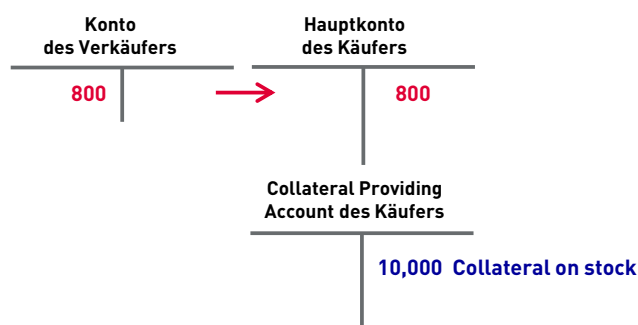 Konto
des Verkäufers
Hauptkonto
des Käufers
800
800
Collateral Providing
Account des Käufers
10,000 Collateral on stock